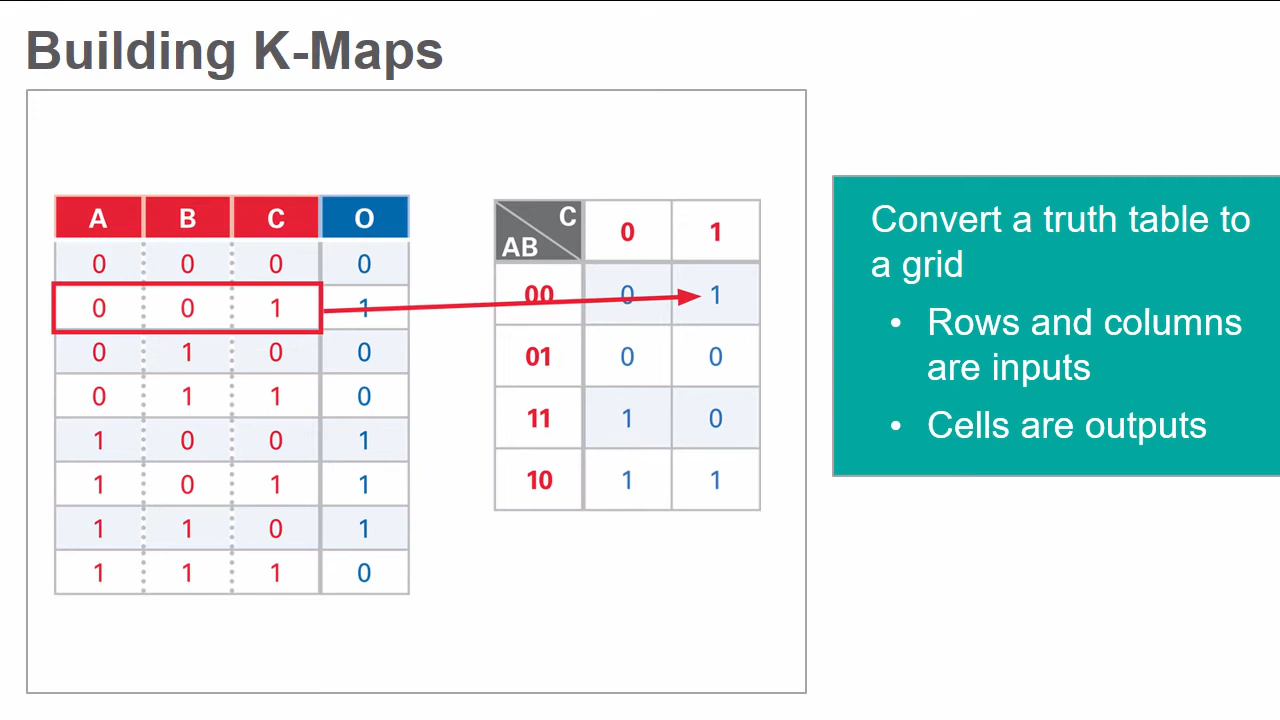 Building K-Maps
A B C O
0 0 0 0
0 0 1 1
0 1 0 0
0 1 1 0
1 0 0 1
1 0 1 1
1 1 0 1
1 1 1 0
C
AB
0 1
00 0 1
01 0 0
11 1 0
10 1 1
Convert a truth table to
a grid
• Rows and columns
are inputs
• Cells are outputs